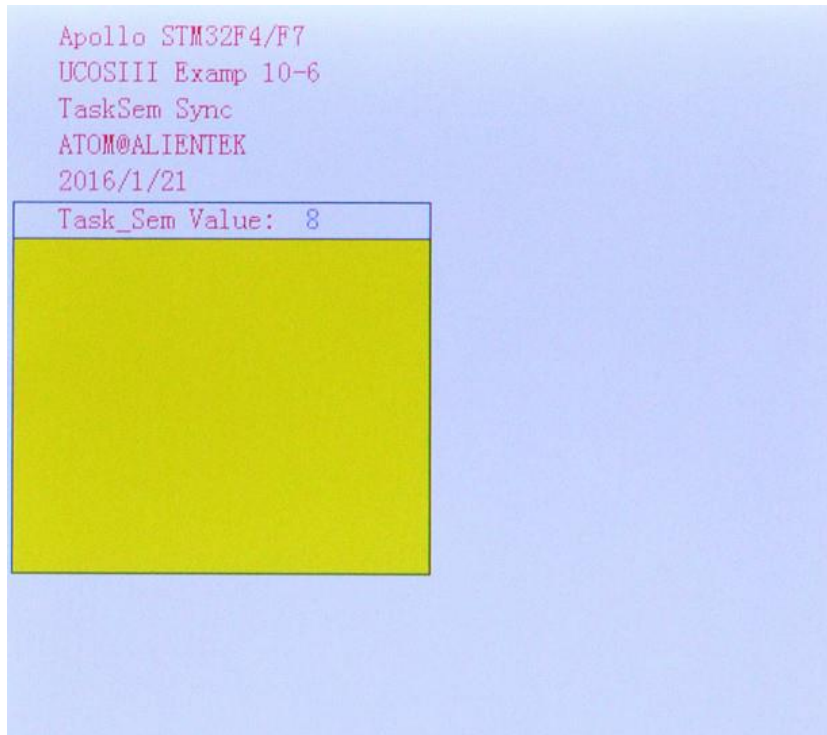 Apollo STM32F4/F7
UCOSIII Examp 10-6
TaskSem Sync
ATOM@ALIENTEK
2016/1/21
Task_Sem Value: 8